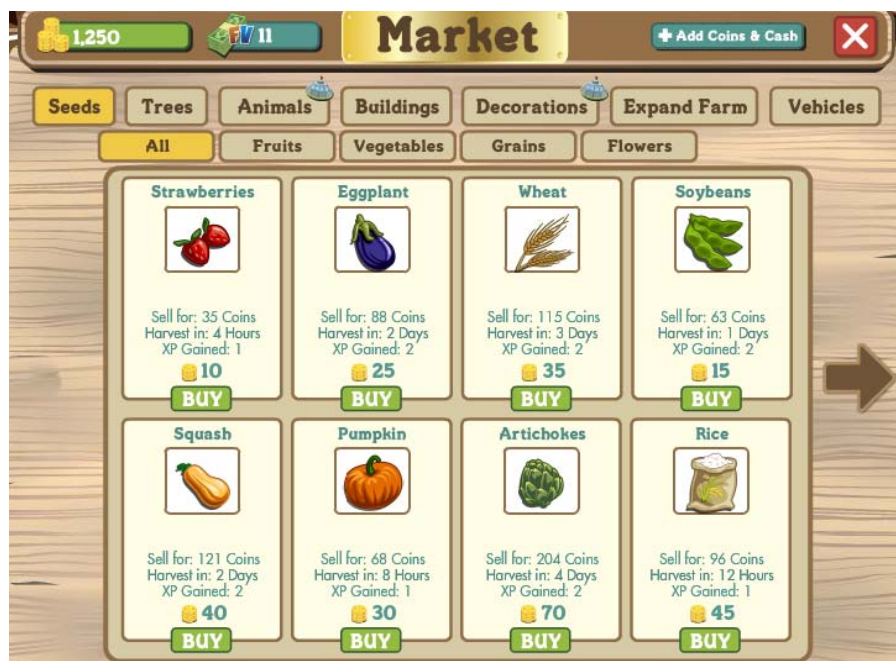 1,250
FV 11
Market
+ Add Coins & Cash
X
Seeds Trees Animals Buildings Decorations Expand Farm Vehicles
All Fruits Vegetables Grains Flowers
Strawberries
Sell for: 35 Coins
Harvest in: 4 Hours
XP Gained: 1
10
BUY
Eggplant
Sell for: 88 Coins
Harvest in: 2 Days
XP Gained: 2
25
BUY
Wheat
Sell for: 115 Coins
Harvest in: 3 Days
XP Gained: 2
35
BUY
Soybeans
Sell for: 63 Coins
Harvest in: 1 Days
XP Gained: 2
15
BUY
Squash
Sell for: 121 Coins
Harvest in: 2 Days
XP Gained: 2
40
BUY
Pumpkin
Sell for: 68 Coins
Harvest in: 8 Hours
XP Gained: 1
30
BUY
Artichokes
Sell for: 204 Coins
Harvest in: 4 Days
XP Gained: 2
70
BUY
Rice
Sell for: 96 Coins
Harvest in: 12 Hours
XP Gained: 1
45
BUY